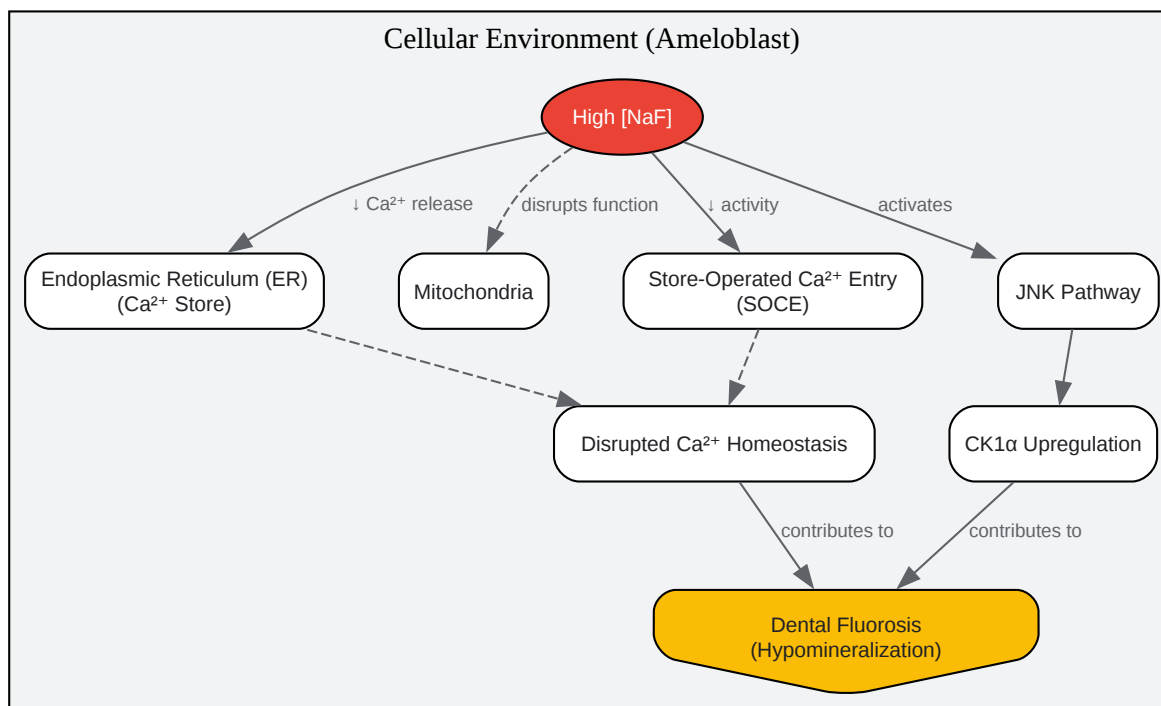 Cellular Environment (Ameloblast)
High [NaF]
↓ Ca²⁺ release
disrupts function
↓ activity
activates
Endoplasmic Reticulum (ER)
(Ca²⁺ Store)
Mitochondria
Store-Operated Ca²⁺ Entry
(SOCE)
JNK Pathway
Disrupted Ca²⁺ Homeostasis
CK1α Upregulation
contributes to
contributes to
Dental Fluorosis
(Hypomineralization)